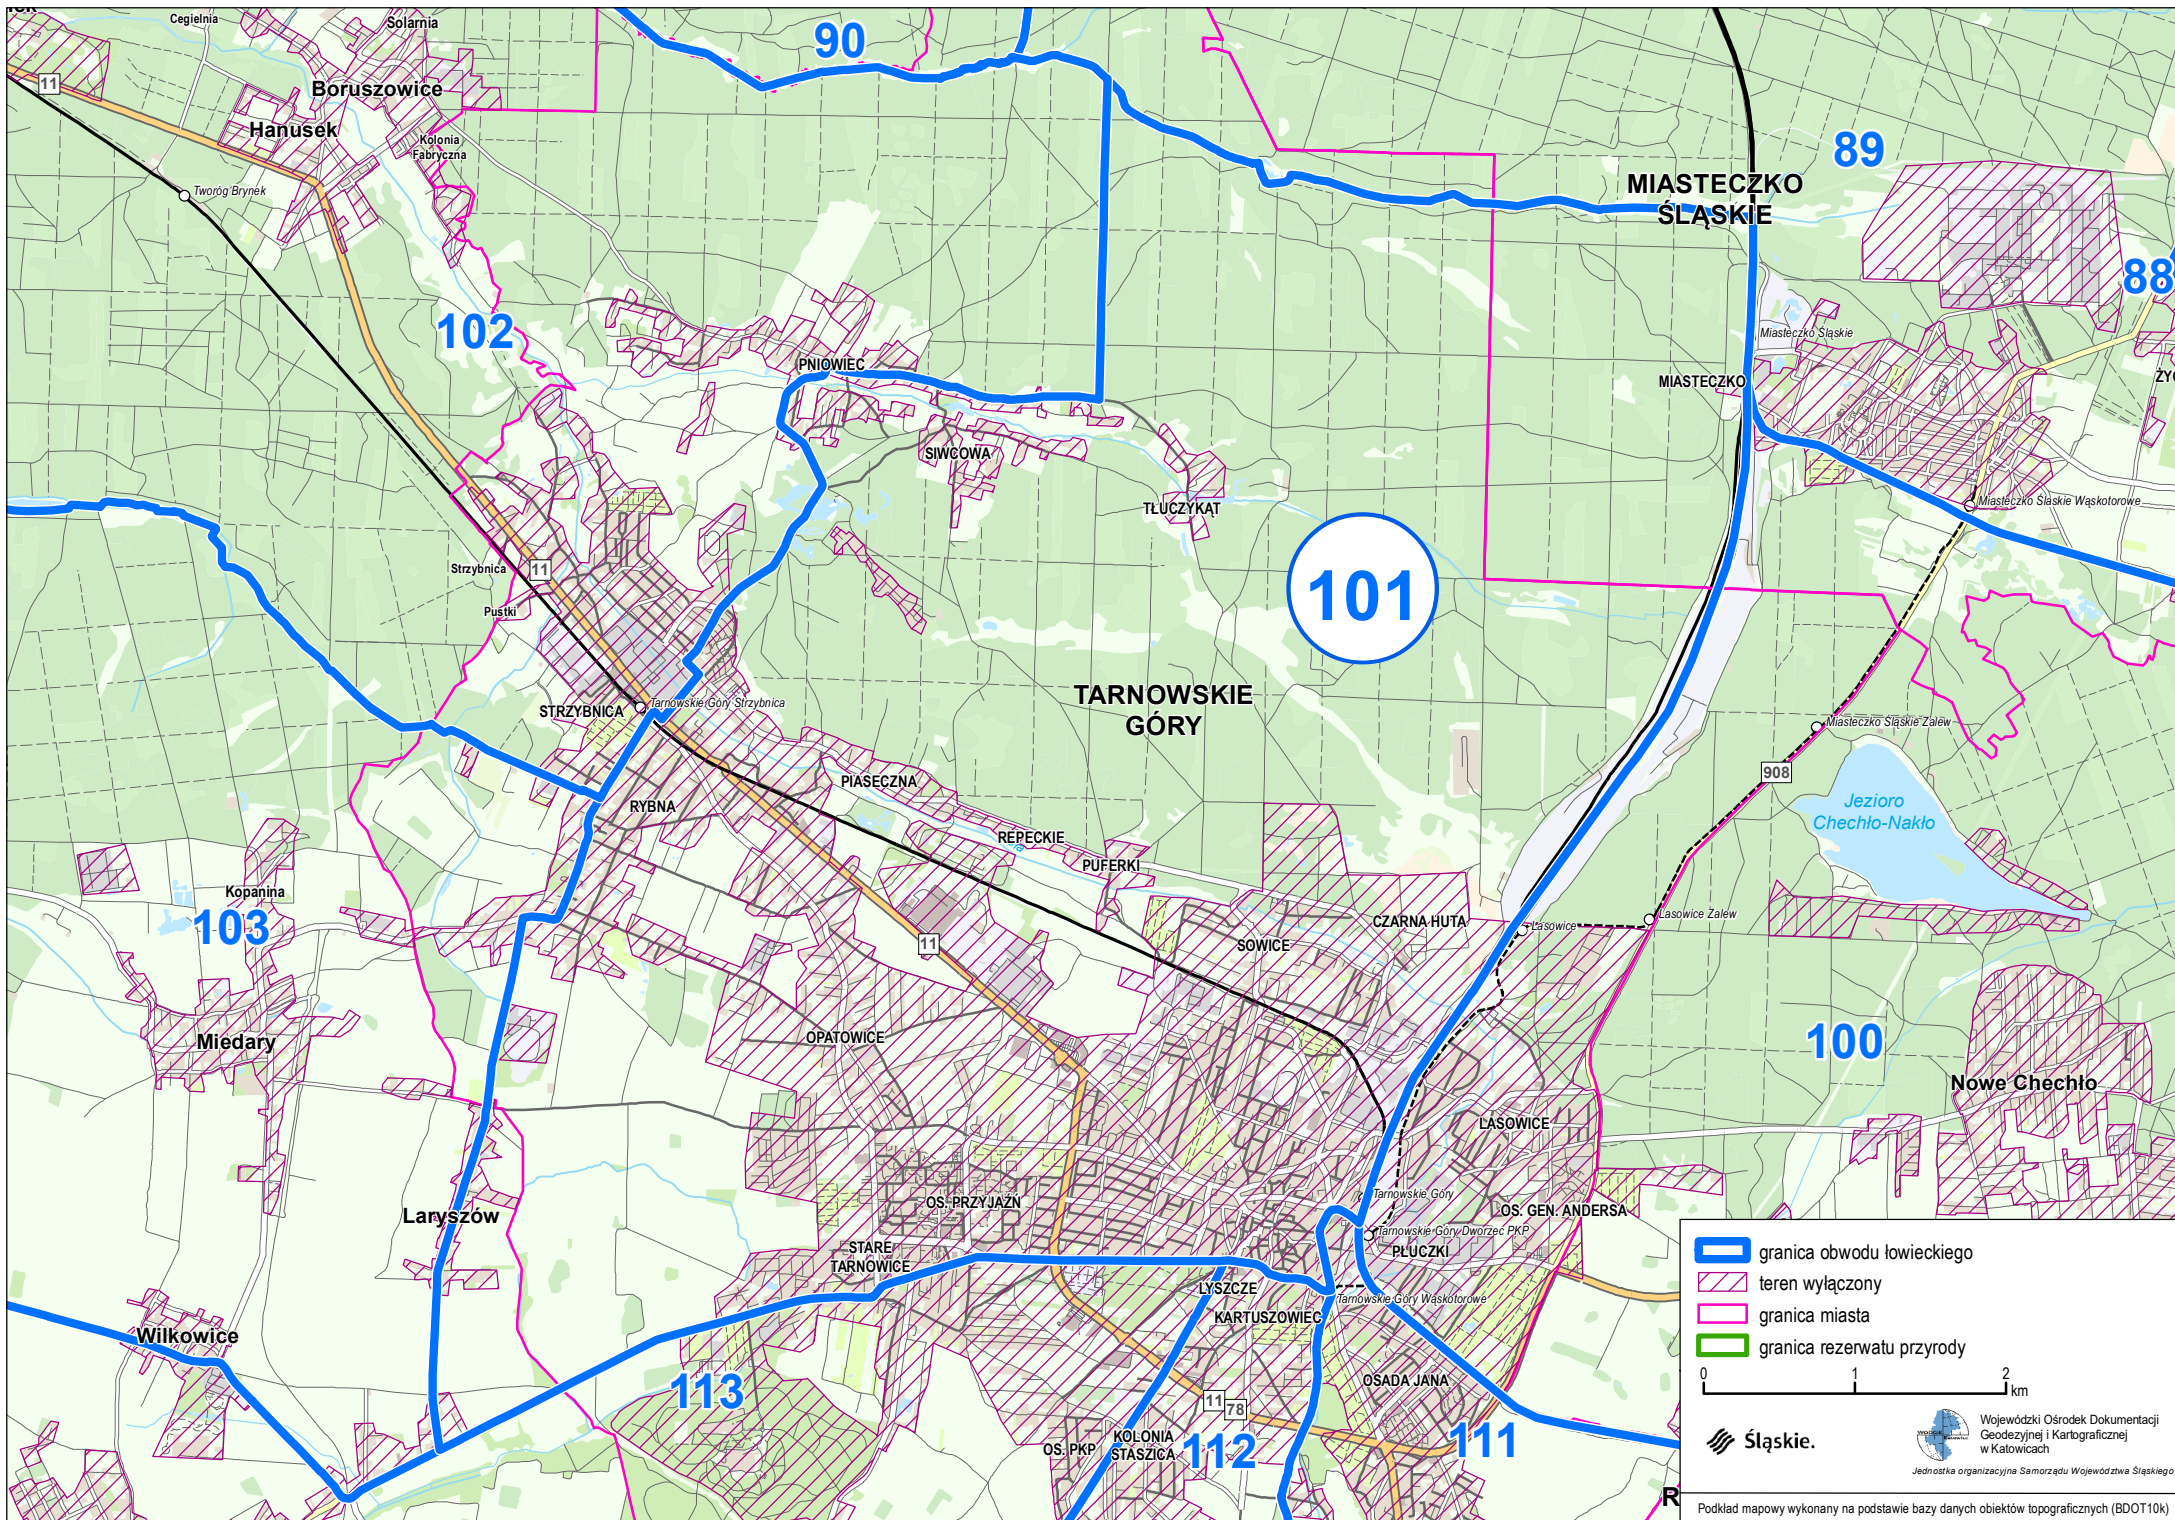 Cegielnia
Solarnia
90
11
Boruszowice
Hanusek
Kolonia
Fabryczna
89
Tworóg Brynek
MIASTECZKO
ŚLĄSKIE
88
102
Miasteczko Śląskie
PNIOWIEC
MIASTECZKO
SIWCOWA
Miasteczko Śląskie Wąskotorowe
TŁUCZYKĄT
Strzybnica
11
101
Pustki
TARNOWSKIE
GÓRY
STRZYBNICA
Tarnowskie Góry Strzybnica
Miasteczko Śląskie Zalew
908
PIASECZNA
RYBNA
Jezioro
Chechło-Nakło
REPECKIE
PUFERKI
Kopanina
103
CZARNA HUTA
Lasowice Zalew
Lasowice
11
SOWICE
Miedary
OPATOWICE
100
Nowe Chechło
LASOWICE
OS. PRZYJAŹŃ
Laryszów
Tarnowskie Góry
OS. GEN. ANDERSA
Tarnowskie Góry Dworzec PKP
PŁUCZKI
STARE
TARNOWICE
LYSZCZE
Tarnowskie Góry Wąskotorowe
KARTUSZOWIEC
Wilkowice
113
OSADA JANA
11
78
OS. PKP
KOLONIA
STASZICA
112
111
R
granica obwodu łowieckiego
teren wyłączony
granica miasta
granica rezerwatu przyrody
0 1 2
km
Śląskie.
Wojewódzki Ośrodek Dokumentacji
Geodezyjnej i Kartograficznej
w Katowicach
Jednostka organizacyjna Samorządu Województwa Śląskiego
Podkład mapowy wykonany na podstawie bazy danych obiektów topograficznych (BDOT10k)